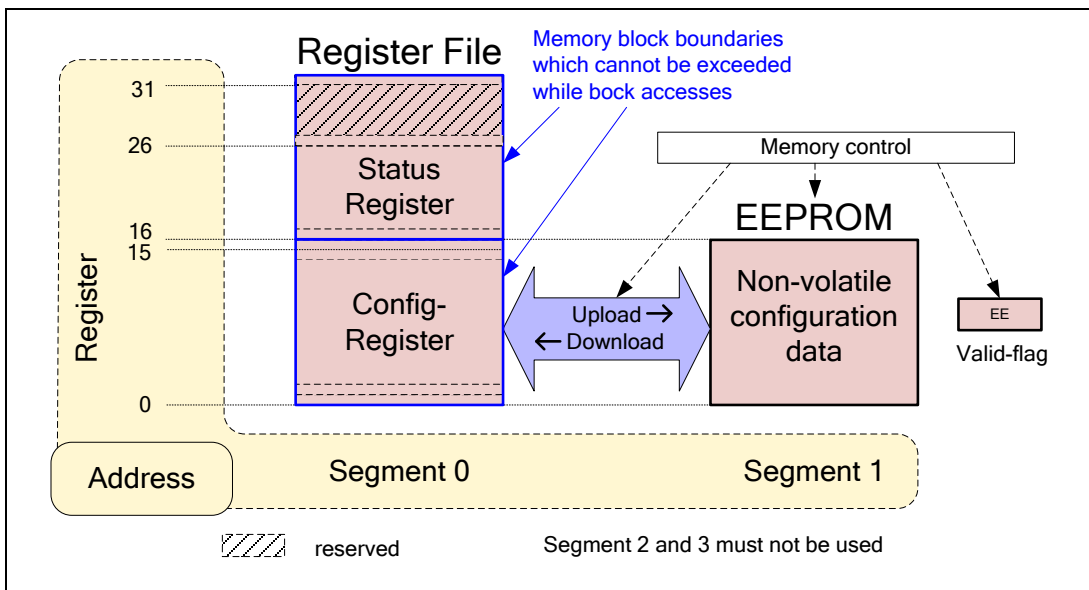 Register File
Memory block boundaries
which cannot be exceeded
while bock accesses
31
26
16
15
0
Register
Status
Register
Config-
Register
Memory control
EEPROM
Non-volatile
configuration
data
Upload →
← Download
EE
Valid-flag
Address
Segment 0
Segment 1
reserved
Segment 2 and 3 must not be used